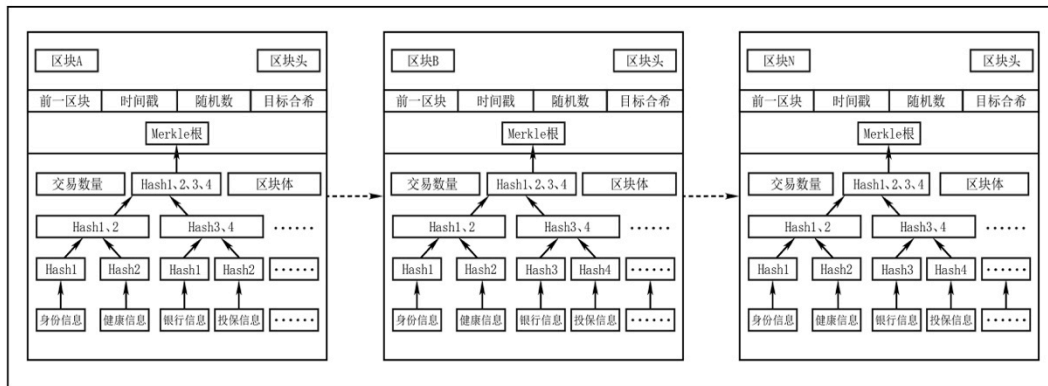 区块A 区块头
前一区块 时间戳 随机数 目标合希
Merkle根
交易数量 Hash1、2、3、4 区块体
Hash1、2 Hash3、4 ······
Hash1 Hash2 Hash1 Hash2 ······
身份信息 健康信息 银行信息 投保信息 ······
区块B 区块头
前一区块 时间戳 随机数 目标合希
Merkle根
交易数量 Hash1、2、3、4 区块体
Hash1、2 Hash3、4 ······
Hash1 Hash2 Hash3 Hash4 ······
身份信息 健康信息 银行信息 投保信息 ······
区块N 区块头
前一区块 时间戳 随机数 目标合希
Merkle根
交易数量 Hash1、2、3、4 区块体
Hash1、2 Hash3、4 ······
Hash1 Hash2 Hash3 Hash4 ······
身份信息 健康信息 银行信息 投保信息 ······